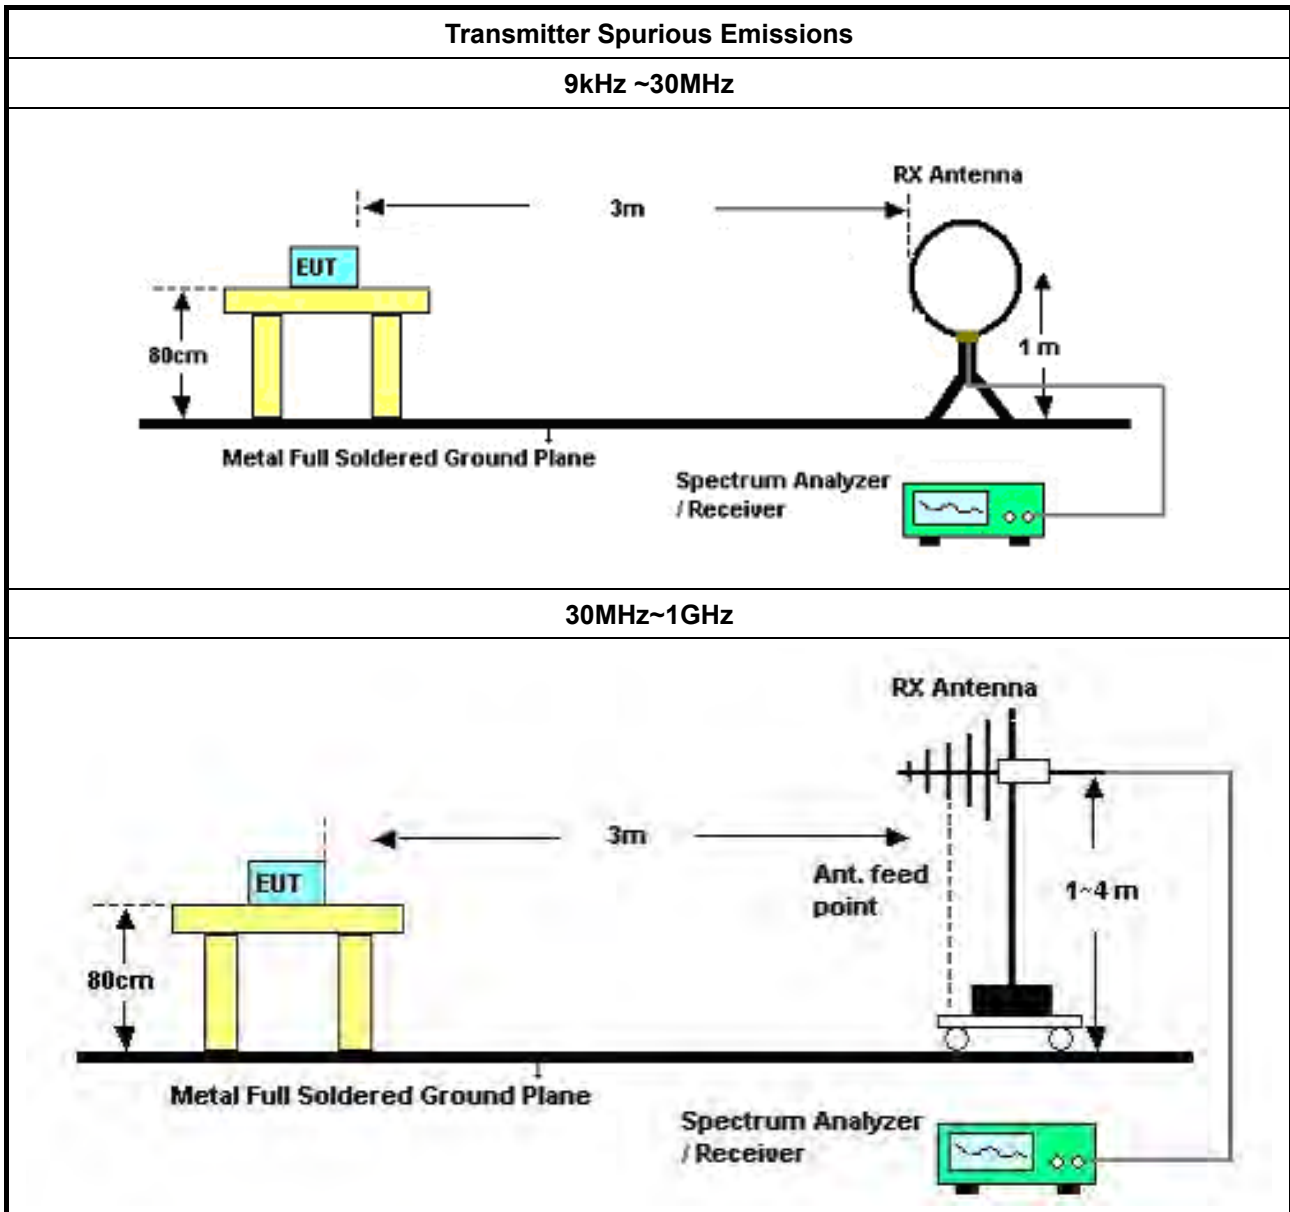 Transmitter Spurious Emissions
9kHz ~30MHz
RX Antenna
3m
EUT
80cm
1 m
Metal Full Soldered Ground Plane
Spectrum Analyzer
/ Receiver
30MHz~1GHz
RX Antenna
3m
Ant. feed
point
1~4 m
EUT
80cm
Metal Full Soldered Ground Plane
Spectrum Analyzer
/ Receiver